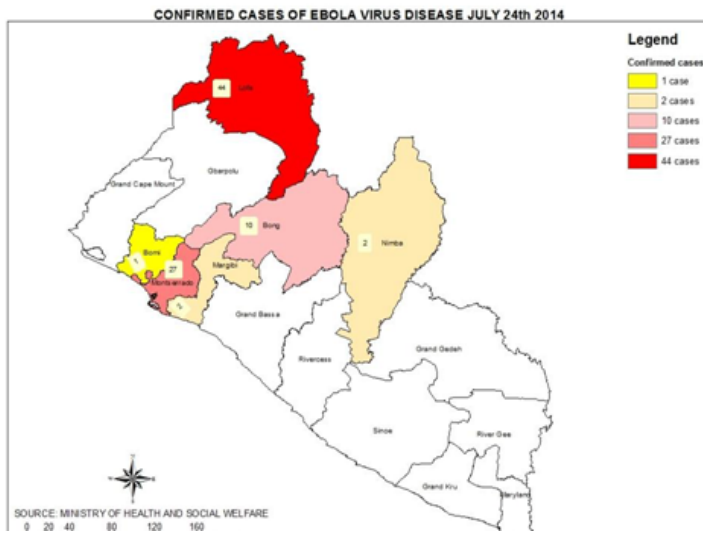 CONFIRMED CASES OF EBOLA VIRUS DISEASE JULY 24th 2014
Legend
Confirmed cases
1 case
2 cases
10 cases
27 cases
44 cases
44
Lofa
Gbarpolu
Grand Cape Mount
10
Bong
2
Nimba
Bomi
1
27
Montserrado
Margibi
2
Grand Bassa
Rivercess
Grand Gedeh
Sinoe
River Gee
Grand Kru
Maryland
SOURCE: MINISTRY OF HEALTH AND SOCIAL WELFARE
0 20 40 80 120 160